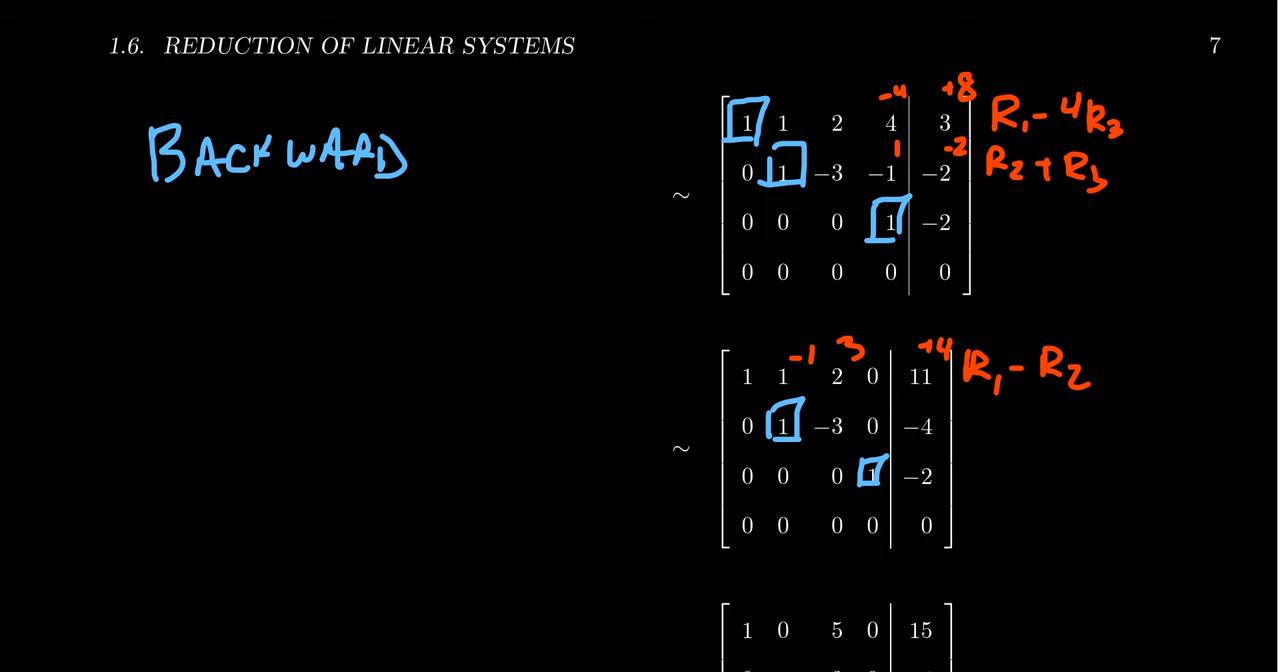 1.6. REDUCTION OF LINEAR SYSTEMS 7
-4 +8
1 1 2 4 3 R₁ - 4R₃
BACKWARD
1 -2
0 1 −3 −1 −2 R₂ + R₃
∼
0 0 0 1 −2
0 0 0 0 0
-1 3 +4
1 1 2 0 11 R₁ - R₂
0 1 −3 0 −4
∼
0 0 0 1 −2
0 0 0 0 0
1 0 5 0 15